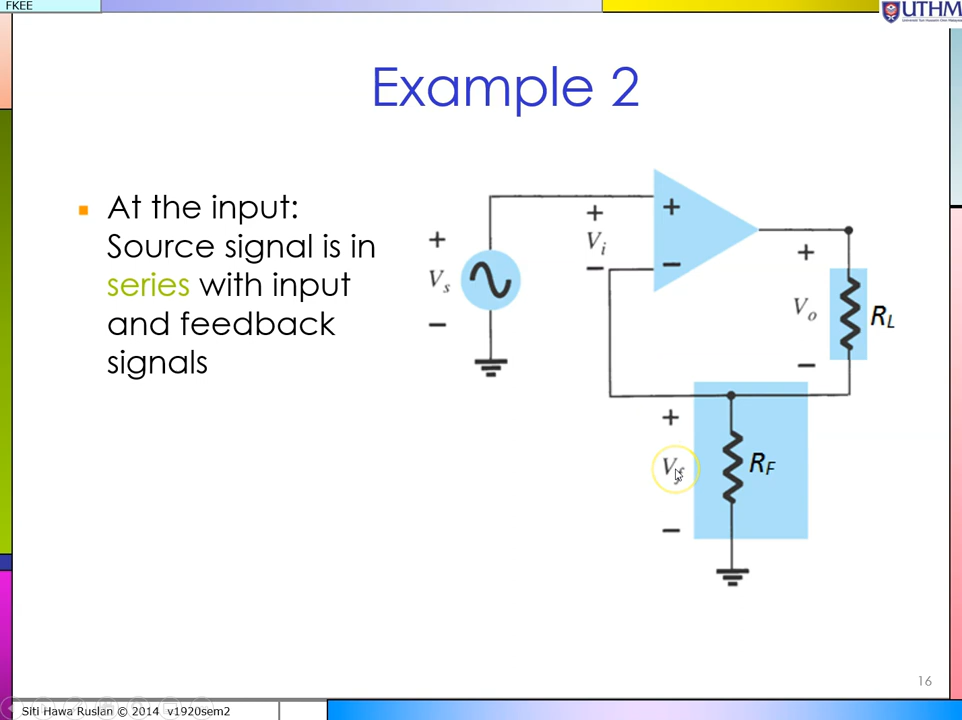 FKEE
UTHM
Example 2
At the input:
Source signal is in
series with input
and feedback
signals
+
+
+
Vs
Vi
−
−
+
−
+
Vo
−
RL
+
Vf
−
RF
16
Siti Hawa Ruslan © 2014 v1920sem2